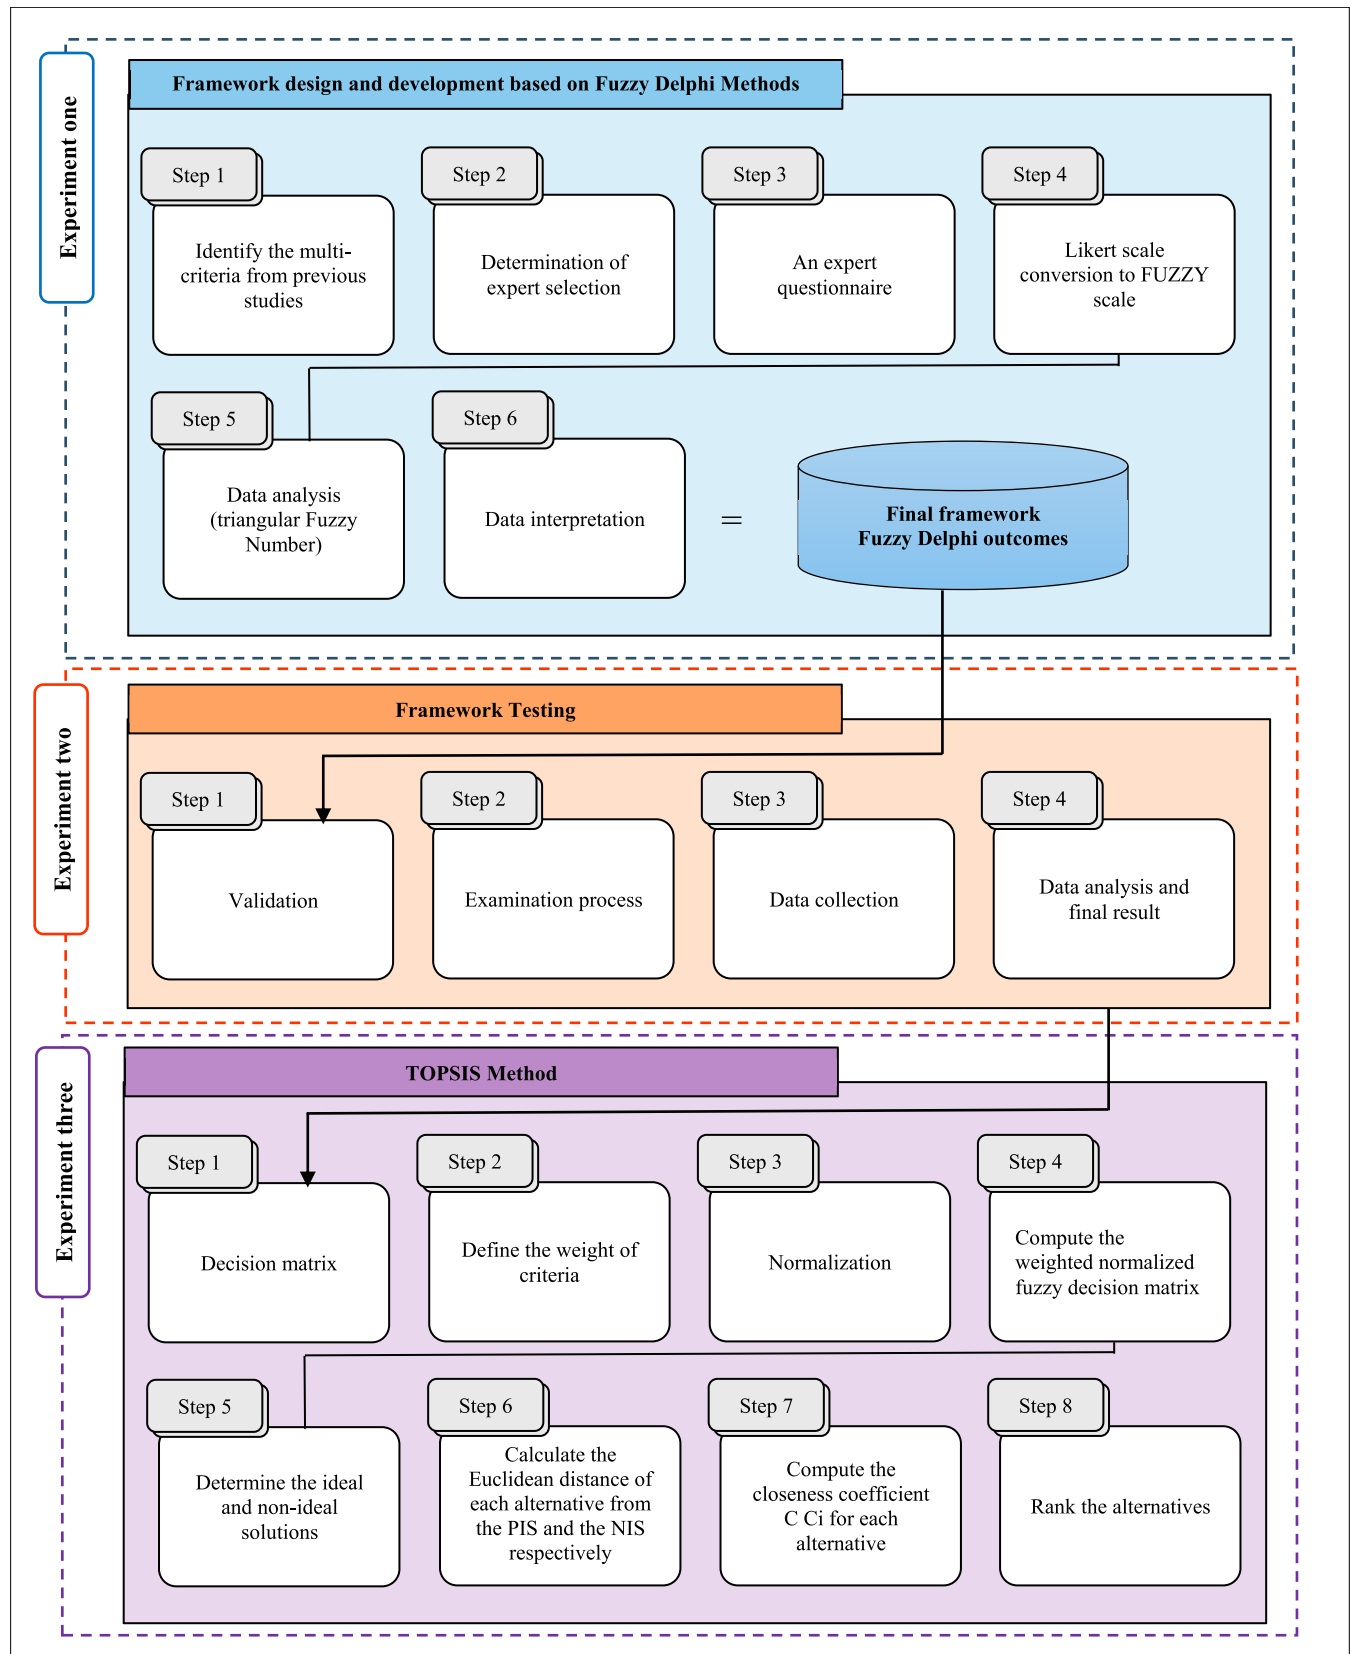 Experiment one
Framework design and development based on Fuzzy Delphi Methods
Step 1
Identify the multi-
criteria from previous
studies
Step 2
Determination of
expert selection
Step 3
An expert
questionnaire
Step 4
Likert scale
conversion to FUZZY
scale
Step 5
Data analysis
(triangular Fuzzy
Number)
Step 6
Data interpretation
=
Final framework
Fuzzy Delphi outcomes
Experiment two
Framework Testing
Step 1
Validation
Step 2
Examination process
Step 3
Data collection
Step 4
Data analysis and
final result
Experiment three
TOPSIS Method
Step 1
Decision matrix
Step 2
Define the weight of
criteria
Step 3
Normalization
Step 4
Compute the
weighted normalized
fuzzy decision matrix
Step 5
Determine the ideal
and non-ideal
solutions
Step 6
Calculate the
Euclidean distance of
each alternative from
the PIS and the NIS
respectively
Step 7
Compute the
closeness coefficient
C Ci for each
alternative
Step 8
Rank the alternatives